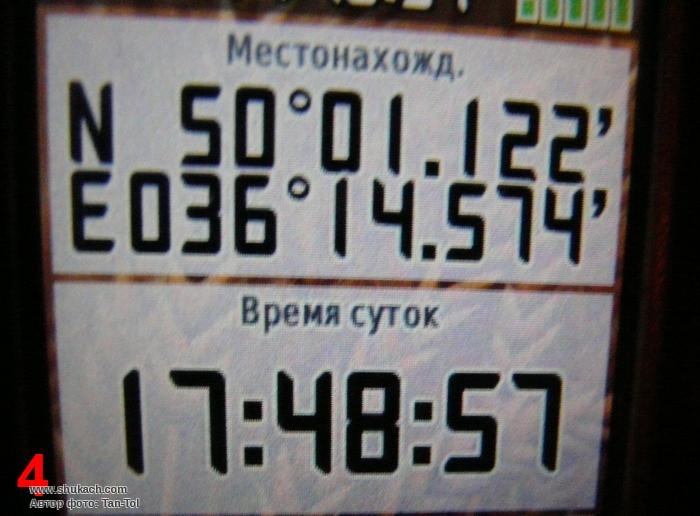 Местонахожд.
N 50°01.122'
E036°14.574'
Время суток
17:48:57
4
www.shukach.com
Автор фото: Tan-Tol